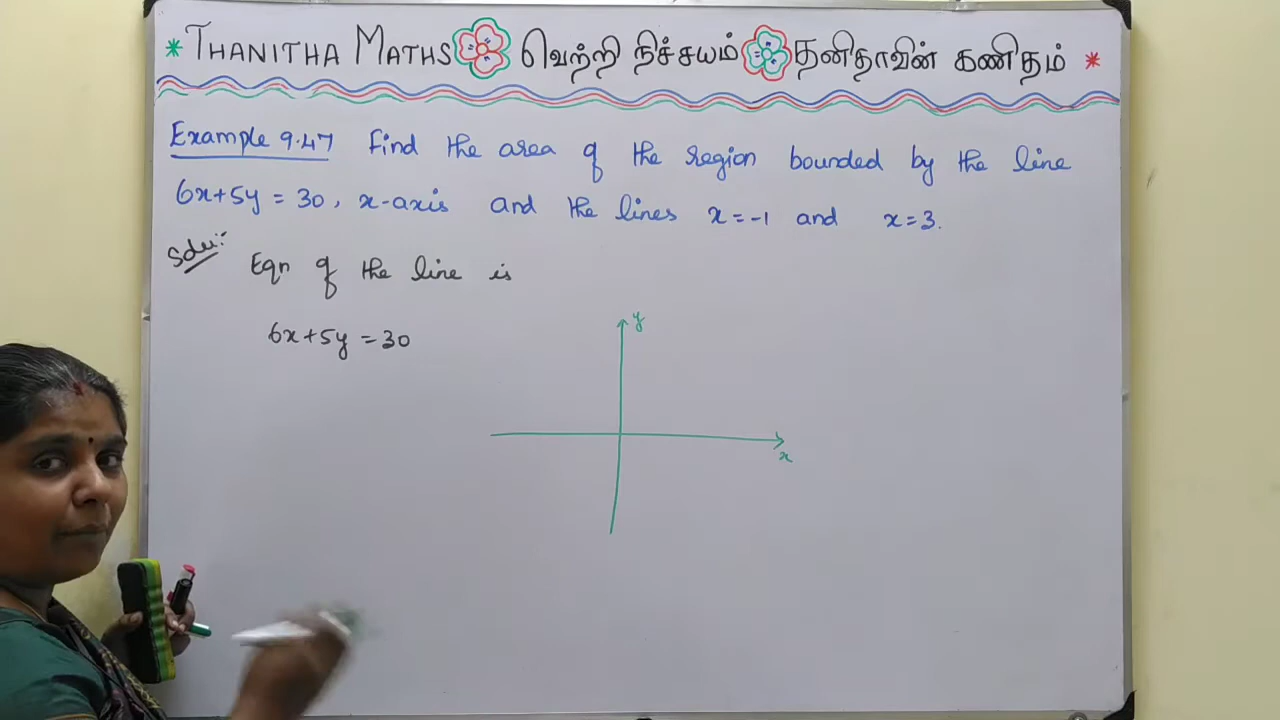 * THANITHA MATHS வெற்றி நிச்சயம் தனிதாவின் கணிதம் *
Example 9.47 Find the area of the region bounded by the line
6x+5y = 30, x-axis and the lines x=-1 and x=3.
Solu:- Eqn of the line is
6x+5y = 30
y
x